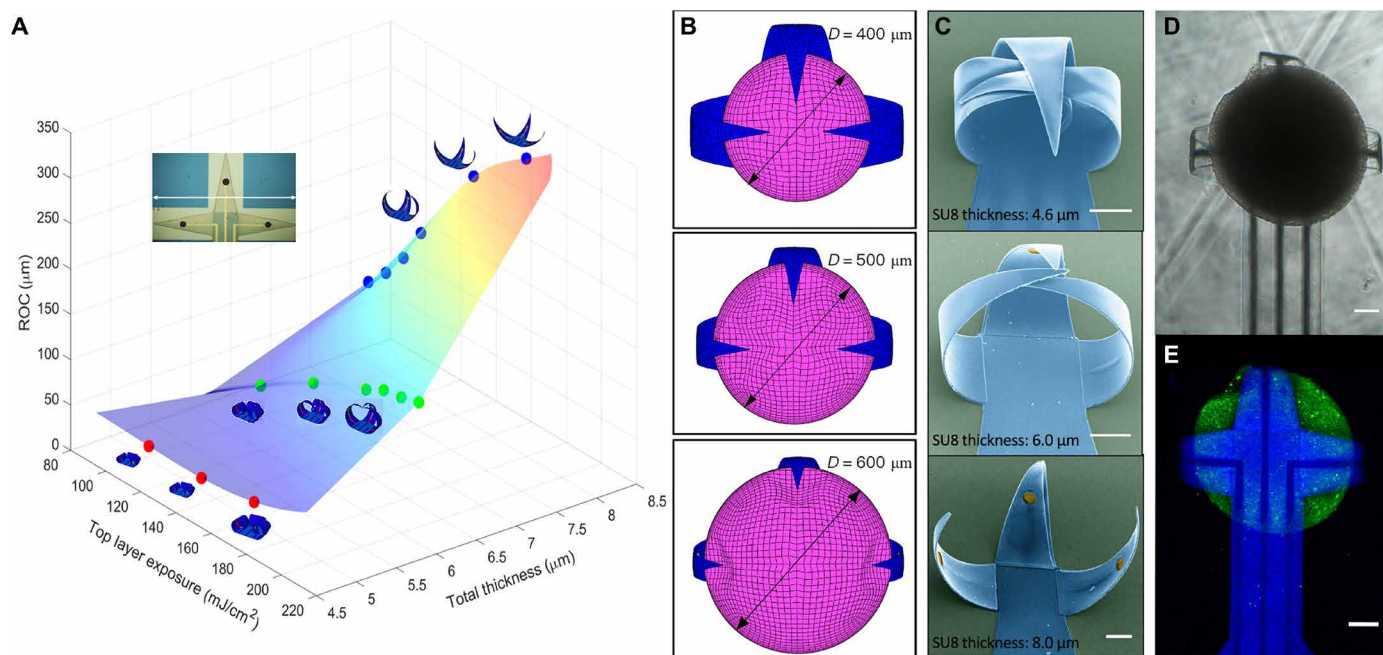 A
350
300
250
200
150
100
50
0
ROC (μm)
80
100
120
140
160
180
200
220
Top layer exposure (mJ/cm²)
4.5
5
5.5
6
6.5
7
7.5
8
8.5
Total thickness (μm)
B
D = 400 μm
D = 500 μm
D = 600 μm
C
SU8 thickness: 4.6 μm
SU8 thickness: 6.0 μm
SU8 thickness: 8.0 μm
D
E